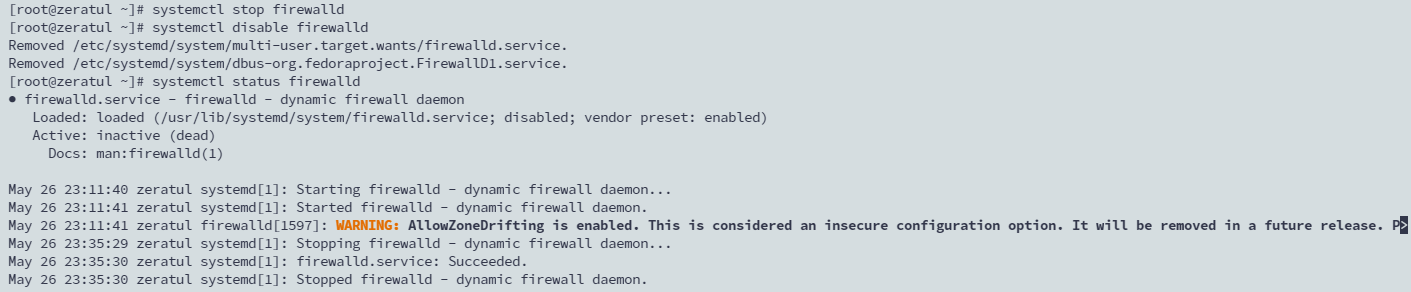 [root@zeratul ~]# systemctl stop firewalld
[root@zeratul ~]# systemctl disable firewalld
Removed /etc/systemd/system/multi-user.target.wants/firewalld.service.
Removed /etc/systemd/system/dbus-org.fedoraproject.FirewallD1.service.
[root@zeratul ~]# systemctl status firewalld
● firewalld.service - firewalld - dynamic firewall daemon
   Loaded: loaded (/usr/lib/systemd/system/firewalld.service; disabled; vendor preset: enabled)
   Active: inactive (dead)
     Docs: man:firewalld(1)

May 26 23:11:40 zeratul systemd[1]: Starting firewalld - dynamic firewall daemon...
May 26 23:11:41 zeratul systemd[1]: Started firewalld - dynamic firewall daemon.
May 26 23:11:41 zeratul firewalld[1597]: WARNING: AllowZoneDrifting is enabled. This is considered an insecure configuration option. It will be removed in a future release. P>
May 26 23:35:29 zeratul systemd[1]: Stopping firewalld - dynamic firewall daemon...
May 26 23:35:30 zeratul systemd[1]: firewalld.service: Succeeded.
May 26 23:35:30 zeratul systemd[1]: Stopped firewalld - dynamic firewall daemon.